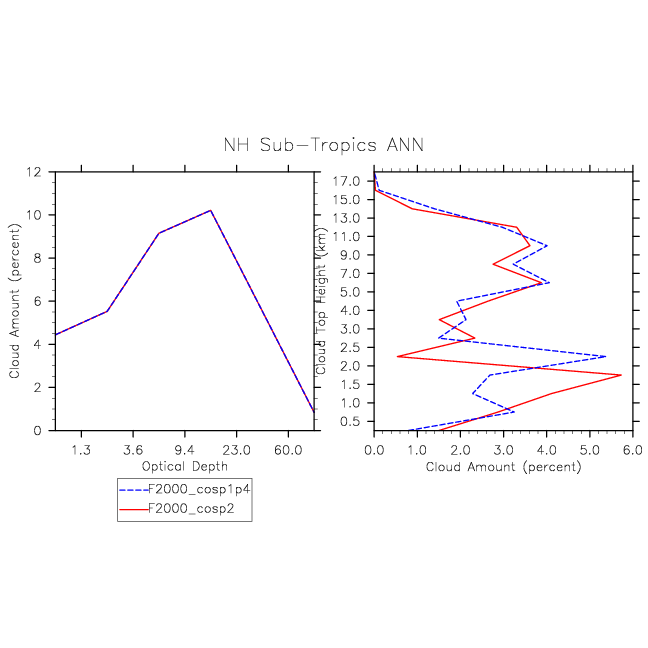 NH Sub-Tropics ANN
Cloud Amount (percent)
12
10
8
6
4
2
0
1.3 3.6 9.4 23.0 60.0
Optical Depth
Cloud Top Height (km)
17.0
15.0
13.0
11.0
9.0
7.0
5.0
4.0
3.0
2.5
2.0
1.5
1.0
0.5
0.0 1.0 2.0 3.0 4.0 5.0 6.0
Cloud Amount (percent)
F2000_cosp1p4
F2000_cosp2